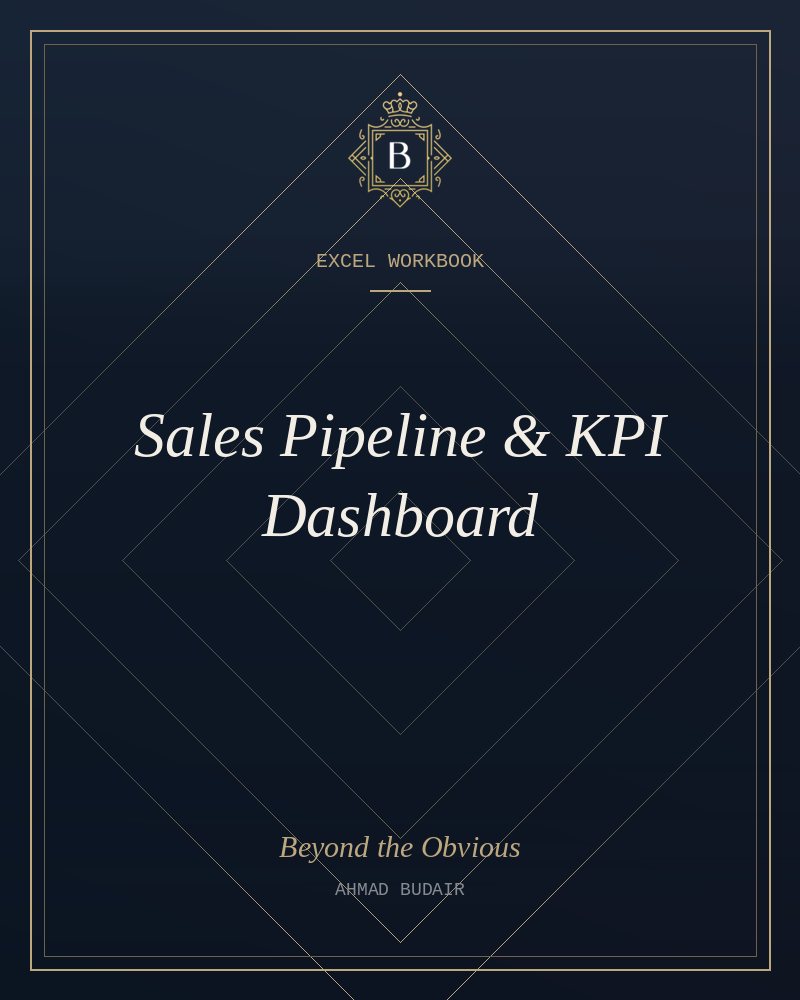 B
EXCEL WORKBOOK
Sales Pipeline & KPI
Dashboard
Beyond the Obvious
AHMAD BUDAIR